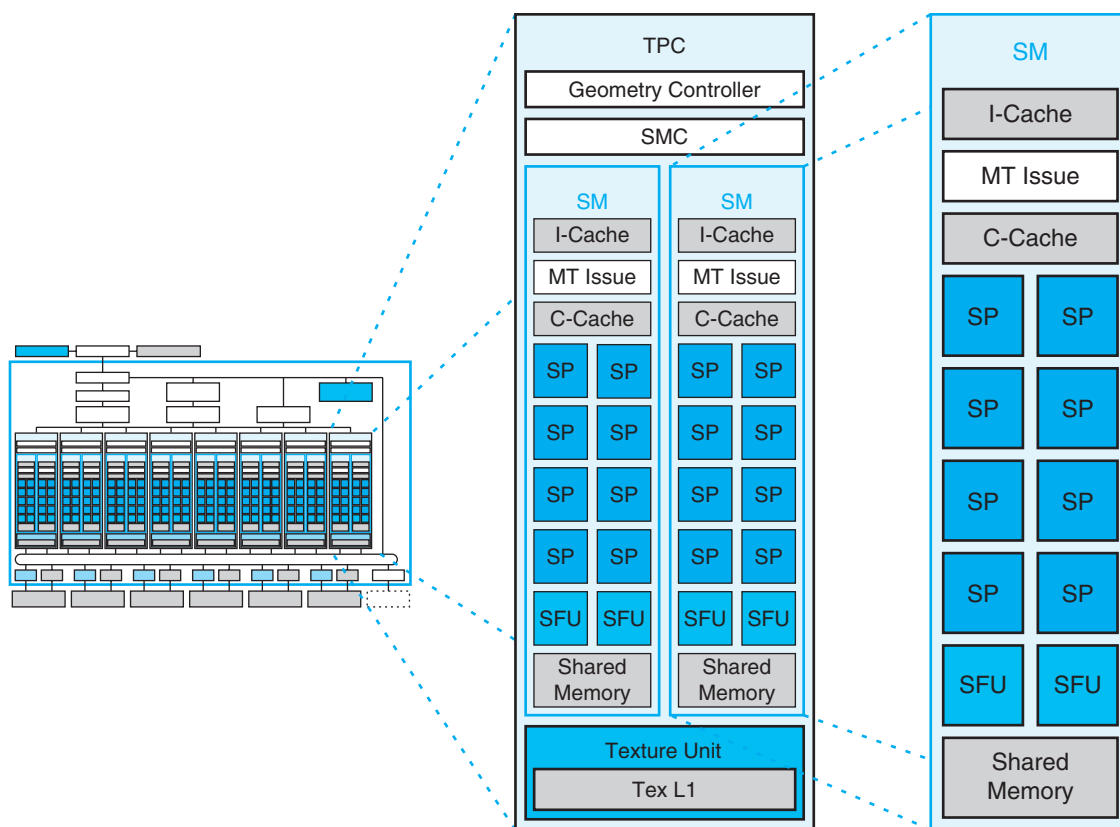 TPC
Geometry Controller
SMC
SM
I-Cache
MT Issue
C-Cache
SP SP
SP SP
SP SP
SP SP
SFU SFU
Shared
Memory
SM
I-Cache
MT Issue
C-Cache
SP SP
SP SP
SP SP
SP SP
SFU SFU
Shared
Memory
Texture Unit
Tex L1
SM
I-Cache
MT Issue
C-Cache
SP SP
SP SP
SP SP
SP SP
SFU SFU
Shared
Memory